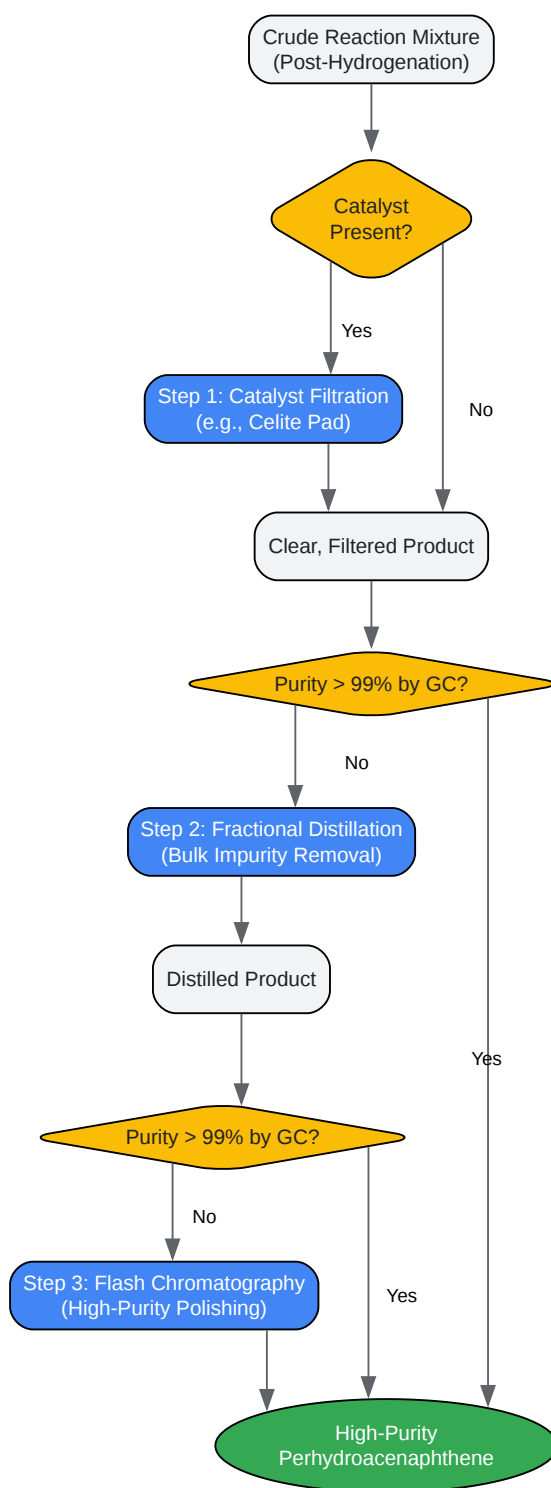 Crude Reaction Mixture
(Post-Hydrogenation)
Catalyst
Present?
Yes
Step 1: Catalyst Filtration
(e.g., Celite Pad)
No
Clear, Filtered Product
Purity > 99% by GC?
No
Step 2: Fractional Distillation
(Bulk Impurity Removal)
Distilled Product
Yes
Purity > 99% by GC?
No
Step 3: Flash Chromatography
(High-Purity Polishing)
Yes
High-Purity
Perhydroacenaphthene